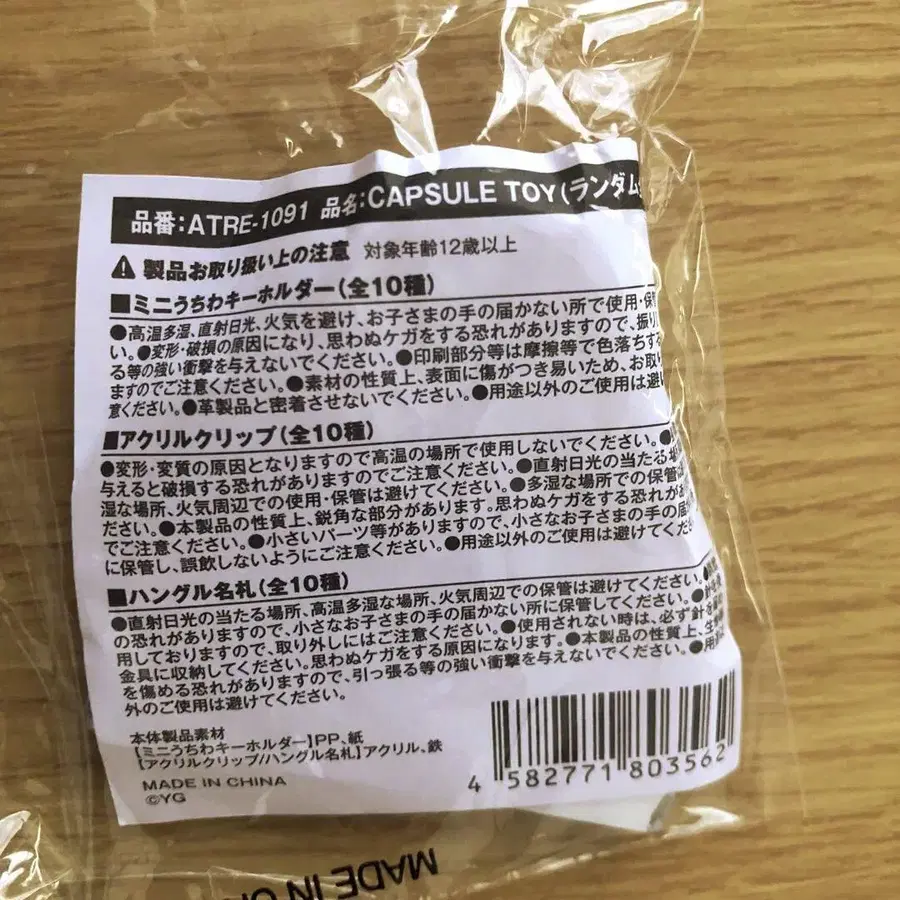 品番:ATRE-1091 品名:CAPSULE TOY(ランダム
製品お取り扱い上の注意 対象年齢12歳以上
■ミニうちわキーホルダー(全10種)
●高温多湿、直射日光、火気を避け、お子さまの手の届かない所で使用・保
い。●変形・破損の原因になり、思わぬケガをする恐れがありますので、振り
る等の強い衝撃を与えないでください。●印刷部分等は摩擦等で色落ちする
ますのでご注意ください。●素材の性質上、表面に傷がつき易いため、お取り
意ください。●革製品と密着させないでください。●用途以外のご使用は避
■アクリルクリップ(全10種)
●変形・変質の原因となりますので高温の場所で使用しないでください。●
与えると破損する恐れがありますのでご注意ください。●直射日光の当たる場
湿な場所、火気周辺での使用・保管は避けてください。●多湿な場所での保管は
ださい。●本製品の性質上、鋭角な部分があります。思わぬケガをする恐れが
でご注意ください。●小さいパーツ等がありますので、小さなお子さまの手の届
に保管し、誤飲しないようにご注意ください。●用途以外のご使用は避けてくだ
■ハングル名札(全10種)
●直射日光の当たる場所、高温多湿な場所、火気周辺での保管は避けてください。●
の恐れがありますので、小さなお子さまの手の届かない所に保管してください。●
用しておりますので、取り外しにはご注意ください。●使用されない時は、必ず針を
金具に収納してください。思わぬケガをする原因になります。●本製品の性質上、生
を傷める恐れがありますので、引っ張る等の強い衝撃を与えないでください。●用
外のご使用は避けてください。
本体製品素材
【ミニうちわキーホルダー】PP、紙
【アクリルクリップ/ハングル名札】アクリル、鉄
MADE IN CHINA
©YG
4 582771 803562
MADE IN